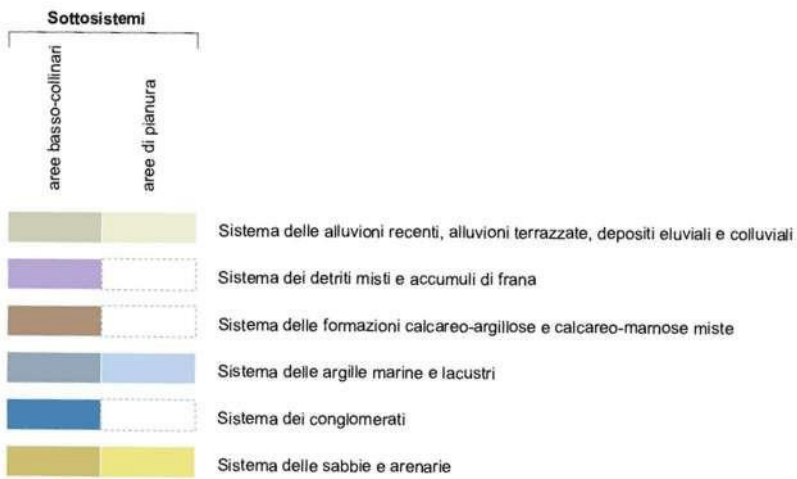 Sottosistemi
aree basso-collinari
aree di pianura
Sistema delle alluvioni recenti, alluvioni terrazzate, depositi eluviali e colluviali
Sistema dei detriti misti e accumuli di frana
Sistema delle formazioni calcareo-argillose e calcareo-marnose miste
Sistema delle argille marine e lacustri
Sistema dei conglomerati
Sistema delle sabbie e arenarie